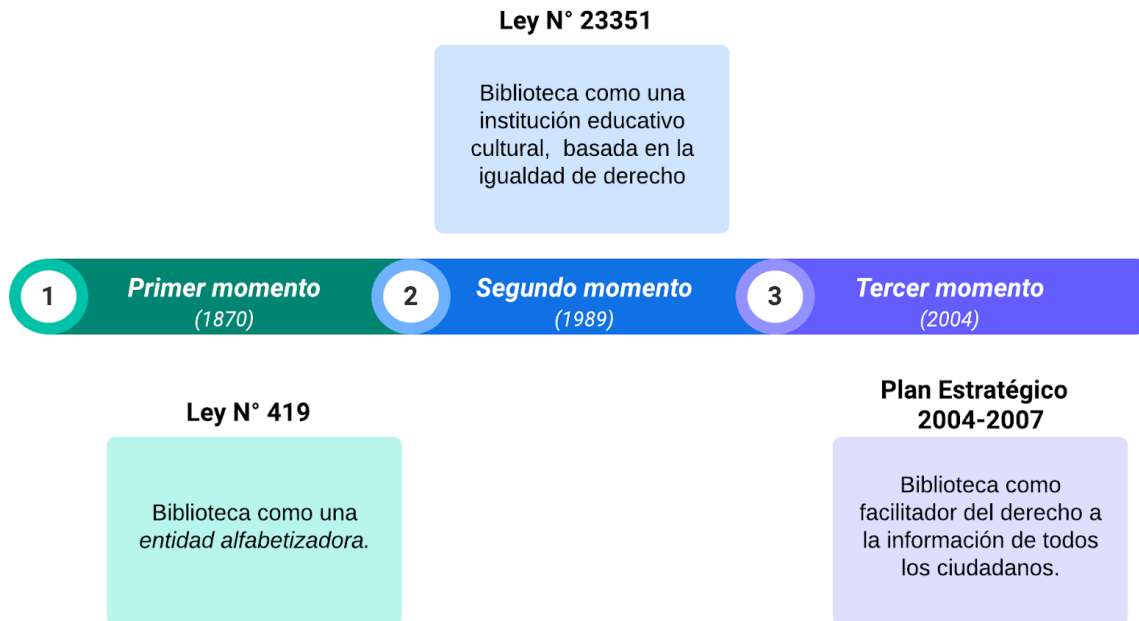 Ley N° 23351
Biblioteca como una
institución educativo
cultural, basada en la
igualdad de derecho
1
Primer momento
(1870)
2
Segundo momento
(1989)
3
Tercer momento
(2004)
Ley N° 419
Biblioteca como una
entidad alfabetizadora.
Plan Estratégico
2004-2007
Biblioteca como
facilitador del derecho a
la información de todos
los ciudadanos.